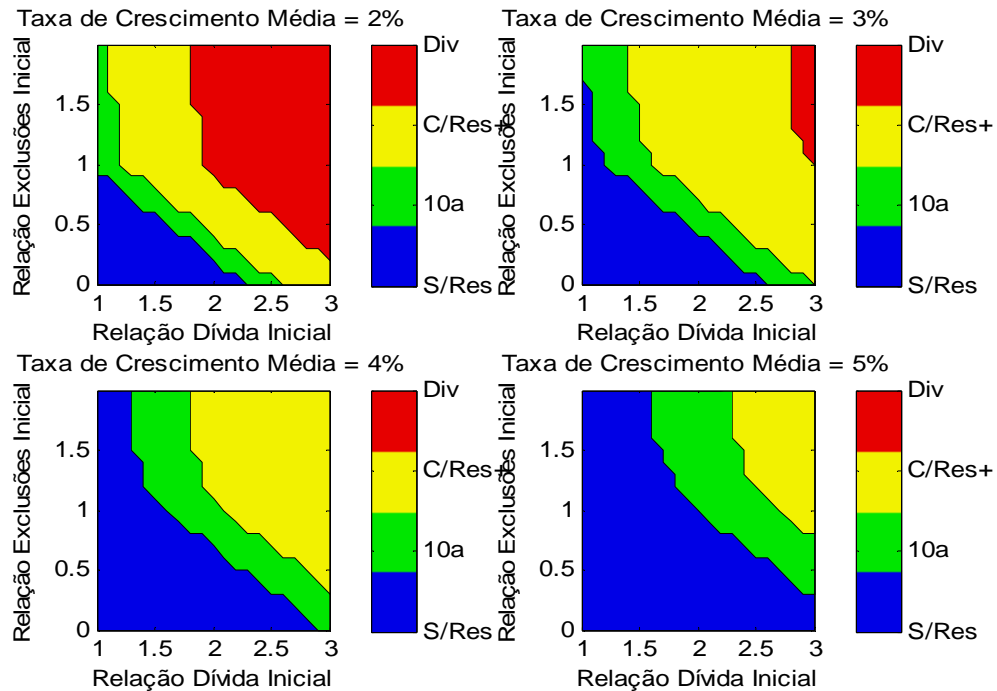 Taxa de Crescimento Média = 2%
Relação Exclusões Inicial
1.5
1
0.5
0
1 1.5 2 2.5 3
Relação Dívida Inicial
Div
C/Res+
10a
S/Res
Taxa de Crescimento Média = 3%
Relação Exclusões Inicial
1.5
1
0.5
0
1 1.5 2 2.5 3
Relação Dívida Inicial
Div
C/Res+
10a
S/Res
Taxa de Crescimento Média = 4%
Relação Exclusões Inicial
1.5
1
0.5
0
1 1.5 2 2.5 3
Relação Dívida Inicial
Div
C/Res+
10a
S/Res
Taxa de Crescimento Média = 5%
Relação Exclusões Inicial
1.5
1
0.5
0
1 1.5 2 2.5 3
Relação Dívida Inicial
Div
C/Res+
10a
S/Res